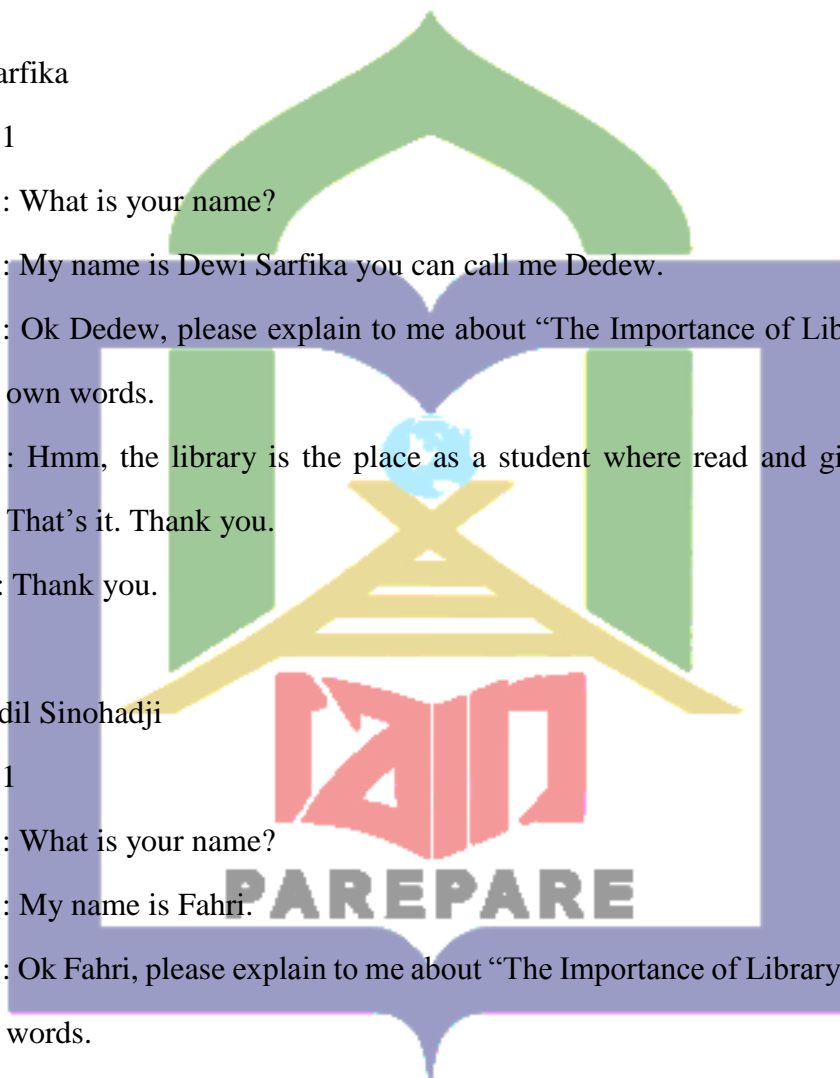 arfika
1
: What is your name?
: My name is Dewi Sarfika you can call me Dedew.
: Ok Dedew, please explain to me about “The Importance of Lib
own words.
: Hmm, the library is the place as a student where read and gi
That’s it. Thank you.
: Thank you.
dil Sinohadji
1
: What is your name?
PAREPARE
: My name is Fahri.
: Ok Fahri, please explain to me about “The Importance of Library
words.